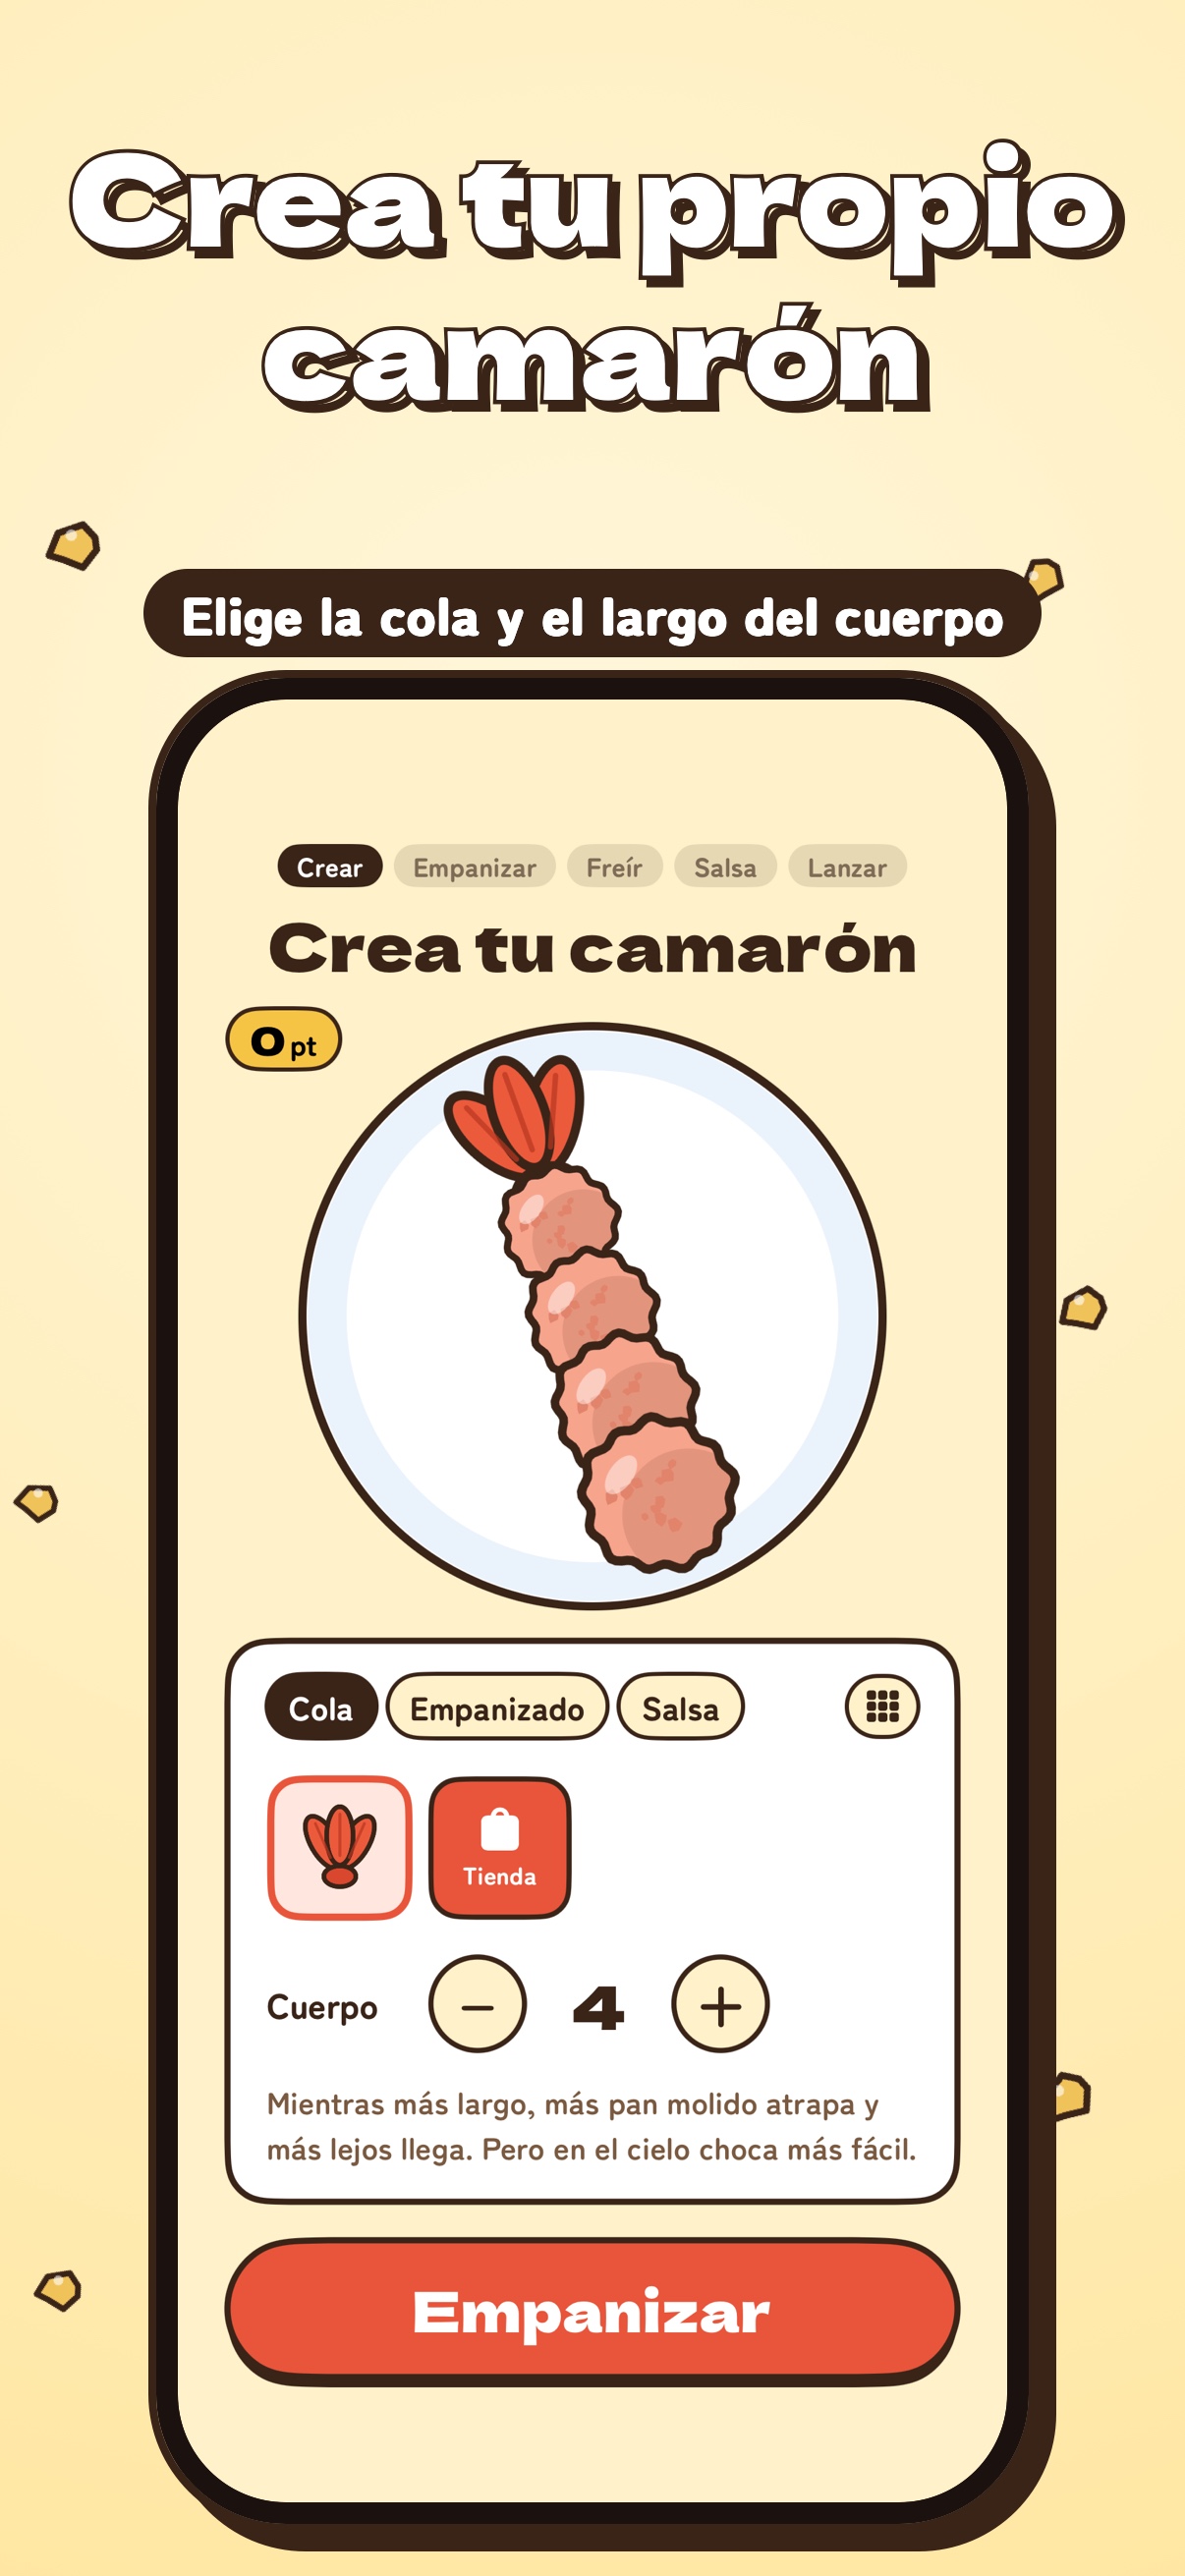 Crea tu propio
camarón
Elige la cola y el largo del cuerpo
Crear Empanizar Freír Salsa Lanzar
Crea tu camarón
0 pt
Cola Empanizado Salsa
Tienda
Cuerpo − 4 +
Mientras más largo, más pan molido atrapa y
más lejos llega. Pero en el cielo choca más fácil.
Empanizar